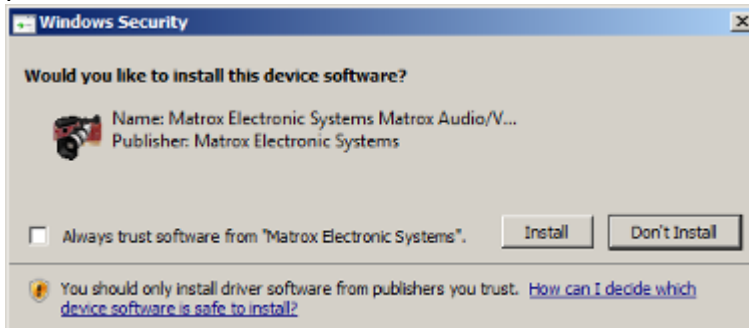 Windows Security
Would you like to install this device software?
Name: Matrox Electronic Systems Matrox Audio/V...
Publisher: Matrox Electronic Systems
Always trust software from "Matrox Electronic Systems".
Install
Don't Install
You should only install driver software from publishers you trust. How can I decide which
device software is safe to install?